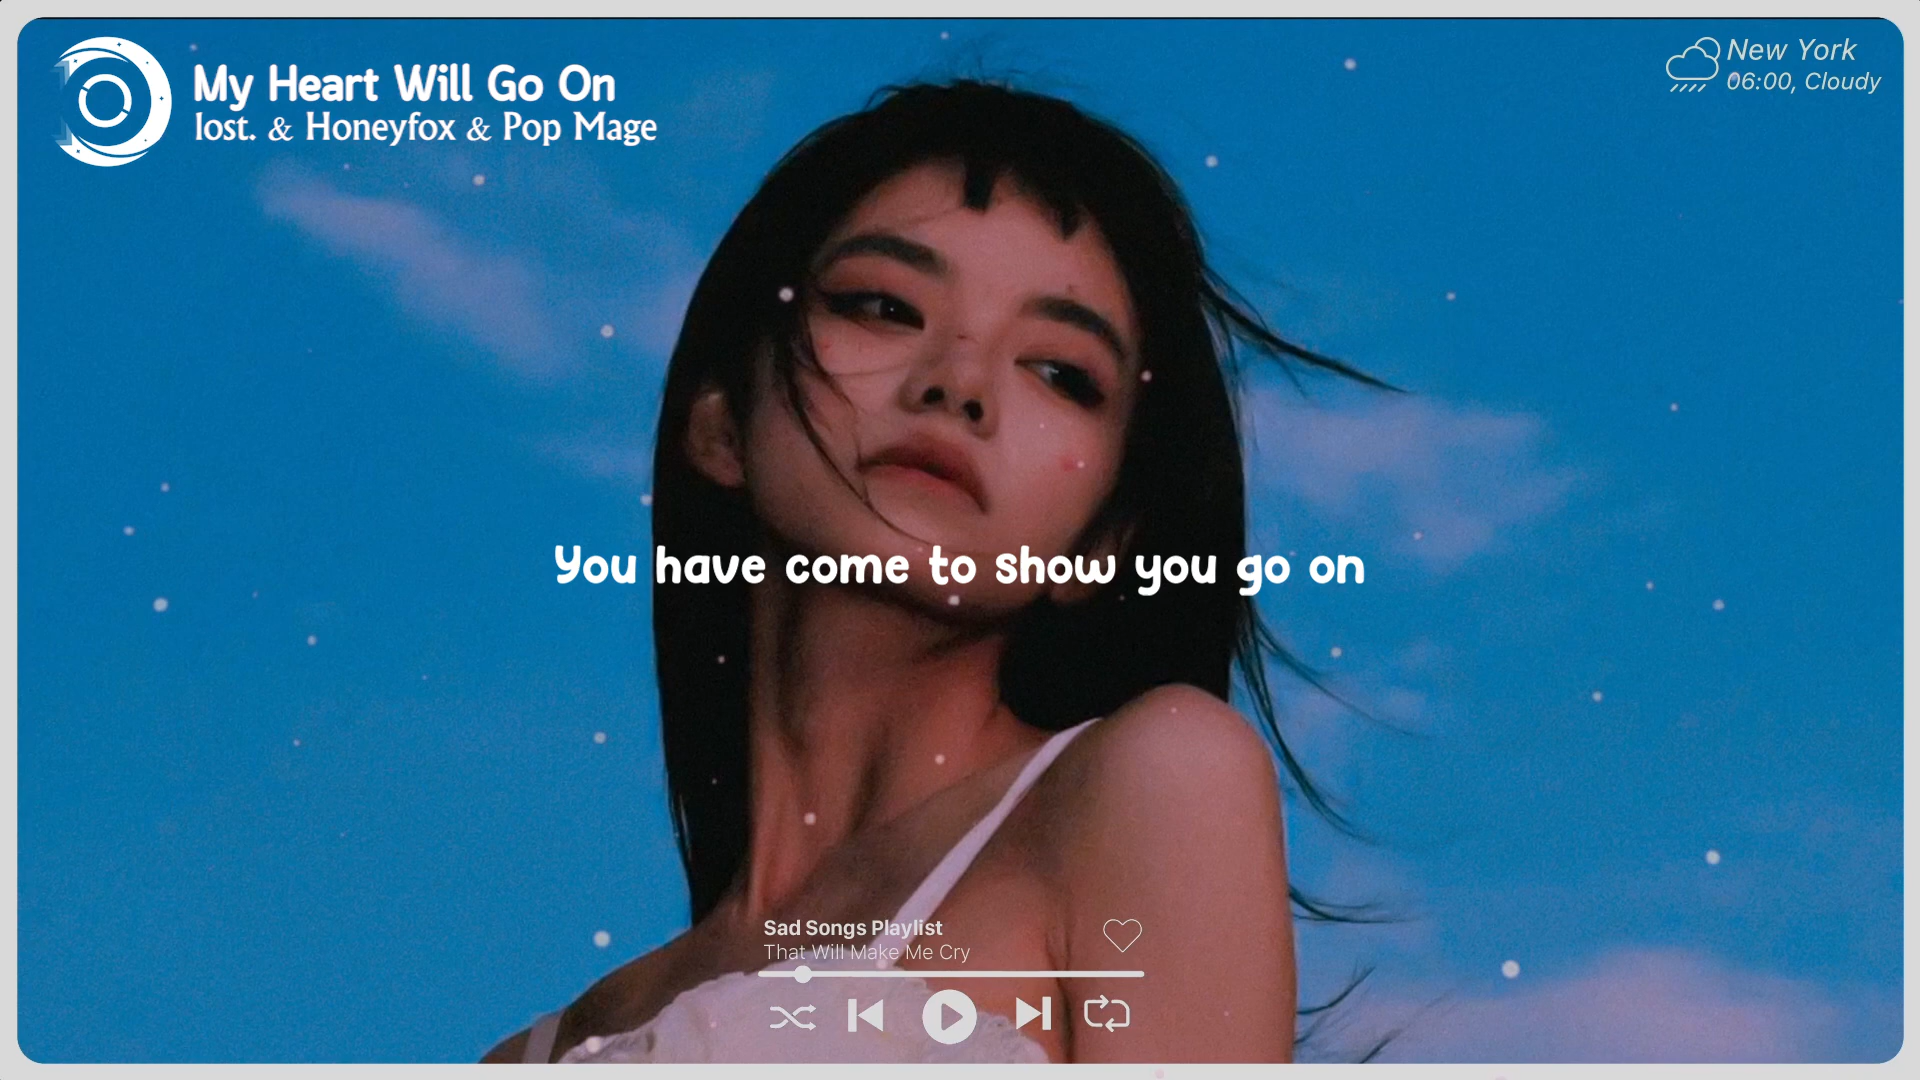 My Heart Will Go On
lost. & Honeyfox & Pop Mage
New York
06:00, Cloudy
You have come to show you go on
Sad Songs Playlist
That Will Make Me Cry